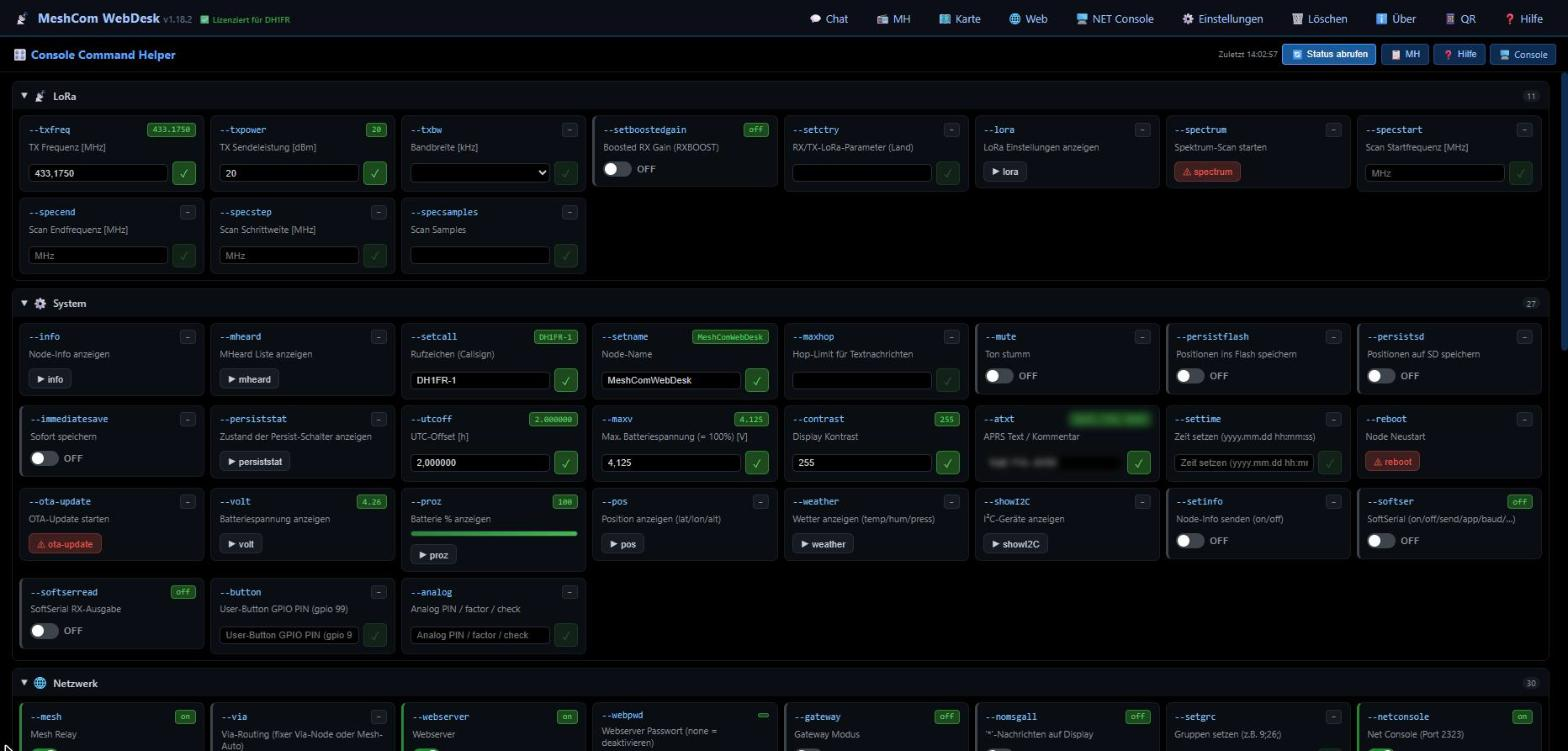 MeshCom WebDesk v1.18.2 Lizenziert für DH1FR
Chat MH Karte Web NET Console Einstellungen Löschen Über QR Hilfe
Console Command Helper
Zuletzt 14:02:57 Status abrufen MH Hilfe Console
▼ LoRa 11
--txfreq 433.1750 --txpower 20 --txbw – --setboostedgain off --setctry – --lora – --spectrum – --specstart –
TX Frequenz [MHz] TX Sendeleistung [dBm] Bandbreite [kHz] Boosted RX Gain (RXBOOST) RX/TX-LoRa-Parameter (Land) LoRa Einstellungen anzeigen Spektrum-Scan starten Scan Startfrequenz [MHz]
433,1750 ✓ 20 ✓ ✓ OFF ✓ ▶ lora ⚠ spectrum MHz ✓
--specend – --specstep – --specsamples –
Scan Endfrequenz [MHz] Scan Schrittweite [MHz] Scan Samples
MHz ✓ MHz ✓ ✓
▼ System 27
--info – --mheard – --setcall DH1FR-1 --setname MeshComWebDesk --maxhop – --mute – --persistflash – --persistsd –
Node-Info anzeigen MHeard Liste anzeigen Rufzeichen (Callsign) Node-Name Hop-Limit für Textnachrichten Ton stumm Positionen ins Flash speichern Positionen auf SD speichern
▶ info ▶ mheard DH1FR-1 ✓ MeshComWebDesk ✓ ✓ OFF OFF OFF
--immediatesave – --persiststat – --utcoff 2.000000 --maxv 4.125 --contrast 255 --atxt --settime – --reboot –
Sofort speichern Zustand der Persist-Schalter anzeigen UTC-Offset [h] Max. Batteriespannung (= 100%) [V] Display Kontrast APRS Text / Kommentar Zeit setzen (yyyy.mm.dd hh:mm:ss) Node Neustart
OFF ▶ persiststat 2,000000 ✓ 4,125 ✓ 255 ✓ ✓ Zeit setzen (yyyy.mm.dd hh:mm ✓ ⚠ reboot
--ota-update – --volt 4.26 --proz 100 --pos – --weather – --showI2C – --setinfo – --softser off
OTA-Update starten Batteriespannung anzeigen Batterie % anzeigen Position anzeigen (lat/lon/alt) Wetter anzeigen (temp/hum/press) I²C-Geräte anzeigen Node-Info senden (on/off) SoftSerial (on/off/send/app/baud/...)
⚠ ota-update ▶ volt ▶ proz ▶ pos ▶ weather ▶ showI2C OFF OFF
--softserread off --button – --analog –
SoftSerial RX-Ausgabe User-Button GPIO PIN (gpio 99) Analog PIN / factor / check
OFF User-Button GPIO PIN (gpio 9 ✓ Analog PIN / factor / check ✓
▼ Netzwerk 30
--mesh on --via – --webserver on --webpwd --gateway off --nomsgall off --setgrc – --netconsole on
Mesh Relay Via-Routing (fixer Via-Node oder Mesh-Auto) Webserver Webserver Passwort (none = deaktivieren) Gateway Modus '*'-Nachrichten auf Display Gruppen setzen (z.B. 9;26;) Net Console (Port 2323)